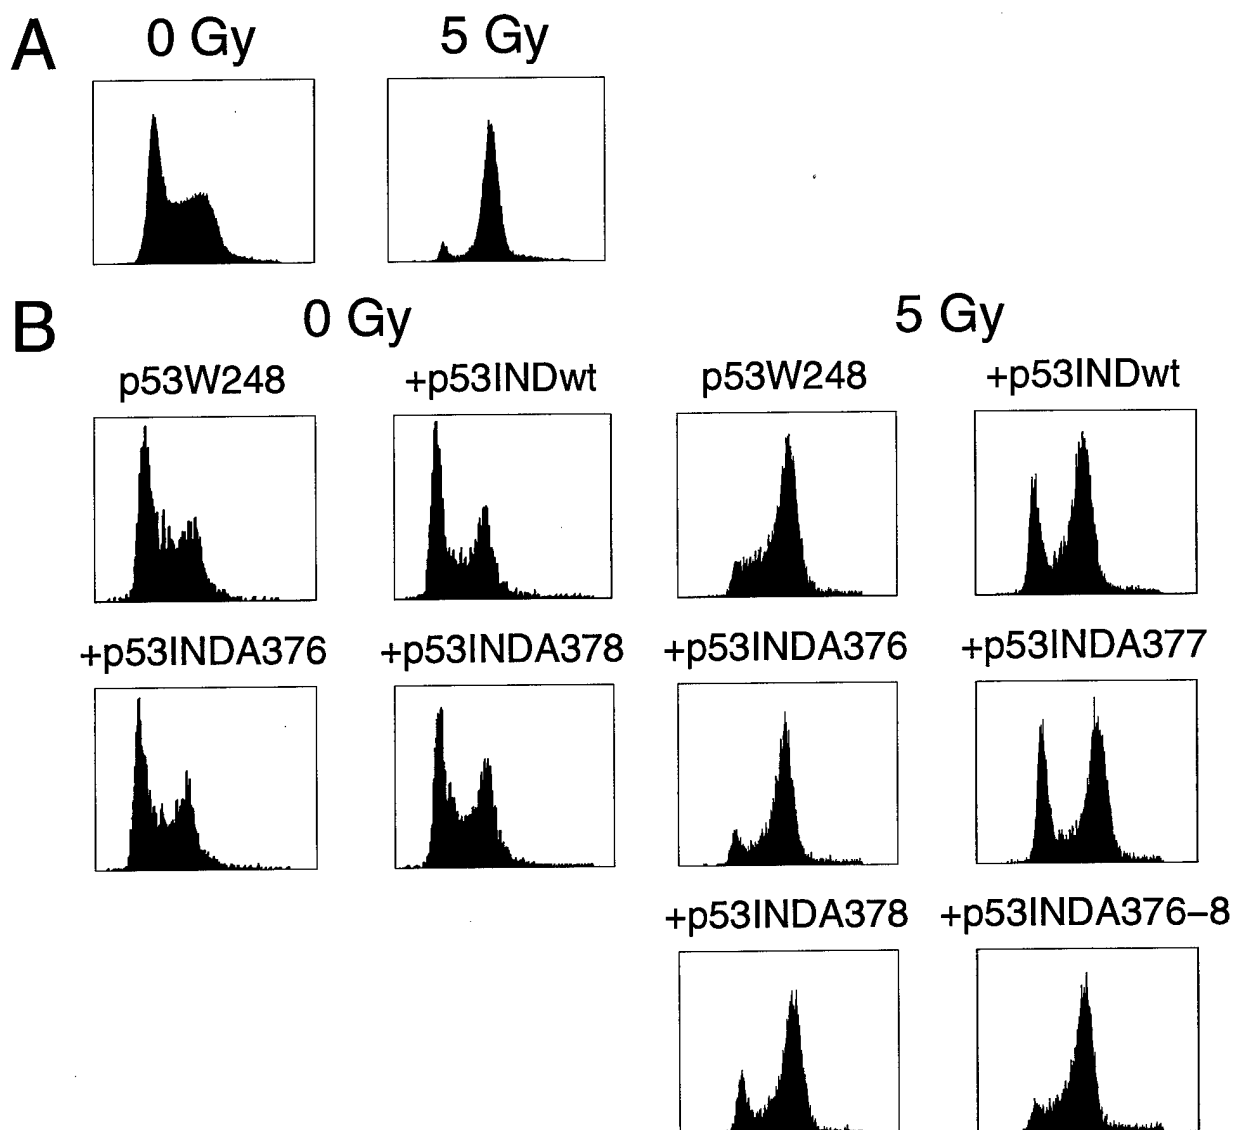 A
0 Gy 5 Gy
B
0 Gy 5 Gy
p53W248 +p53INDwt p53W248 +p53INDwt
+p53INDA376 +p53INDA378 +p53INDA376 +p53INDA377
+p53INDA378 +p53INDA376–8